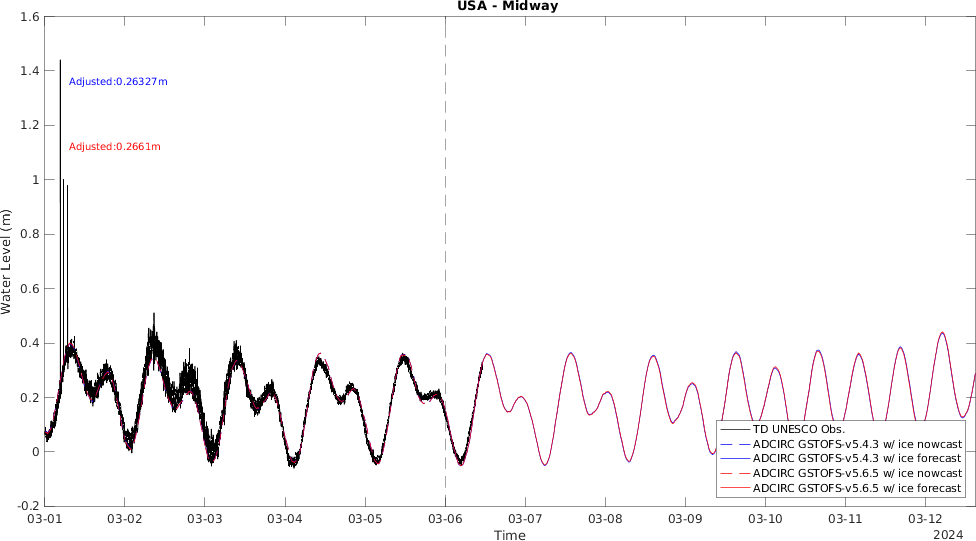 USA - Midway
1.6
1.4
1.2
1
0.8
0.6
0.4
0.2
0
-0.2
Water Level (m)
Adjusted:0.26327m
Adjusted:0.2661m
TD UNESCO Obs.
ADCIRC GSTOFS-v5.4.3 w/ ice nowcast
ADCIRC GSTOFS-v5.4.3 w/ ice forecast
ADCIRC GSTOFS-v5.6.5 w/ ice nowcast
ADCIRC GSTOFS-v5.6.5 w/ ice forecast
03-01 03-02 03-03 03-04 03-05 03-06 03-07 03-08 03-09 03-10 03-11 03-12
Time
2024